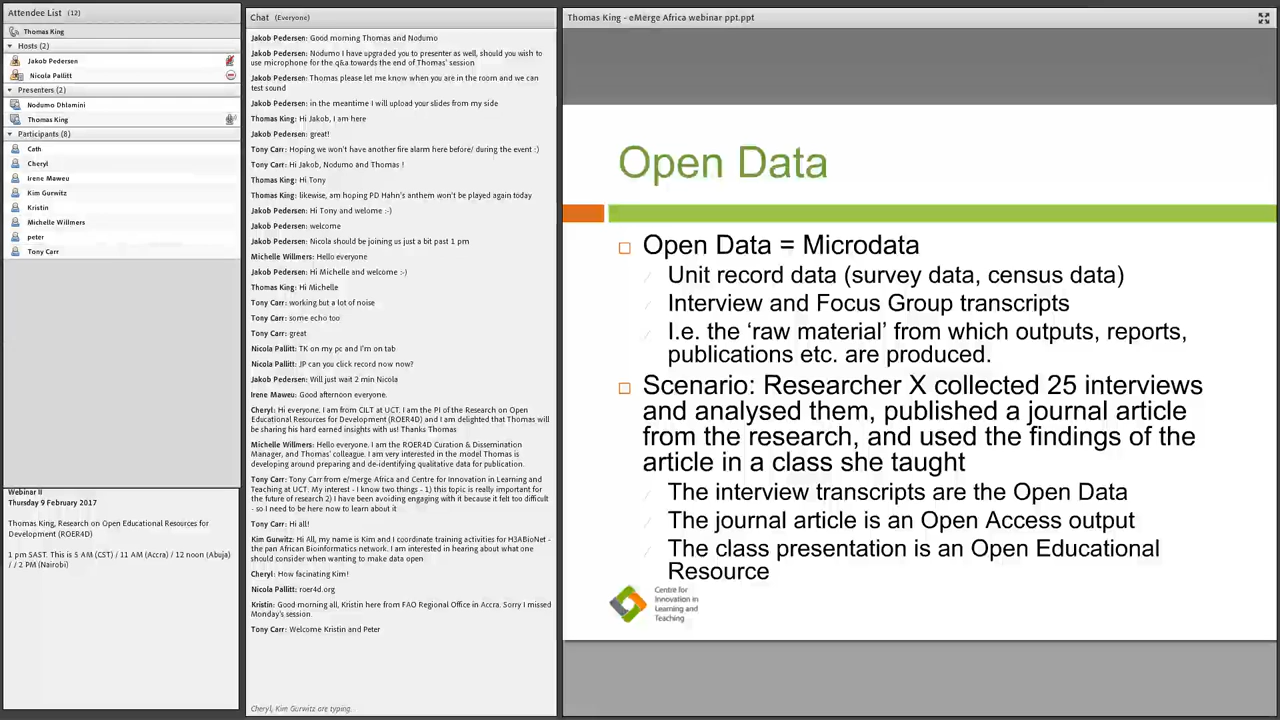 Attendee List (12)
Thomas King
Hosts (2)
Jakob Pedersen
Nicola Pallitt
Presenters (2)
Nodumo Dhlamini
Thomas King
Participants (8)
Cath
Cheryl
Irene Maweu
Kim Gurwitz
Kristin
Michelle Willmers
peter
Tony Carr
Webinar II
Thursday 9 February 2017
Thomas King, Research on Open Educational Resources for
Development (ROER4D)
1 pm SAST. This is 5 AM (CST) / 11 AM (Accra) / 12 noon (Abuja)
/ / 2 PM (Nairobi)
Chat (Everyone)
Jakob Pedersen: Good morning Thomas and Nodumo
Jakob Pedersen: Nodumo I have upgraded you to presenter as well, should you wish to
use microphone for the q&a towards the end of Thomas' session
Jakob Pedersen: Thomas please let me know when you are in the room and we can
test sound
Jakob Pedersen: in the meantime I will upload your slides from my side
Thomas King: Hi Jakob, I am here
Jakob Pedersen: great!
Tony Carr: Hoping we won't have another fire alarm here before/ during the event :)
Tony Carr: Hi Jakob, Nodumo and Thomas !
Thomas King: Hi Tony
Thomas King: likewise, am hoping PD Hahn's anthem won't be played again today
Jakob Pedersen: Hi Tony and welome :-)
Jakob Pedersen: welcome
Jakob Pedersen: Nicola should be joining us just a bit past 1 pm
Michelle Willmers: Hello everyone
Jakob Pedersen: Hi Michelle and welcome :-)
Thomas King: Hi Michelle
Tony Carr: working but a lot of noise
Tony Carr: some echo too
Tony Carr: great
Nicola Pallitt: TK on my pc and I'm on tab
Nicola Pallitt: JP can you click record now now?
Jakob Pedersen: Will just wait 2 min Nicola
Irene Maweu: Good afternoon everyone.
Cheryl: Hi everyone. I am from CILT at UCT. I am the PI of the Research on Open
Educational Resources for Development (ROER4D) and I am delighted that Thomas will
be sharing his hard earned insights with us! Thanks Thomas
Michelle Willmers: Hello everyone. I am the ROER4D Curation & Dissemination
Manager, and Thomas' colleague. I am very interested in the model Thomas is
developing around preparing and de-identifying qualitative data for publication.
Tony Carr: Tony Carr from e/merge Africa and Centre for Innovation in Learning and
Teaching at UCT. My interest - I know two things - 1) this topic is really important for
the future of research 2) I have been avoiding engaging with it because it felt too difficult
- so I need to be here now to learn about it
Tony Carr: Hi all!
Kim Gurwitz: Hi All, my name is Kim and I coordinate training activities for H3ABioNet -
the pan African Bioinformatics network. I am interested in hearing about what one
should consider when wanting to make data open
Cheryl: How facinating Kim!
Nicola Pallitt: roer4d.org
Kristin: Good morning all, Kristin here from FAO Regional Office in Accra. Sorry I missed
Monday's session.
Tony Carr: Welcome Kristin and Peter
Cheryl, Kim Gurwitz are typing..
Thomas King - eMerge Africa webinar ppt.ppt
Open Data
Open Data = Microdata
Unit record data (survey data, census data)
Interview and Focus Group transcripts
I.e. the ‘raw material’ from which outputs, reports,
publications etc. are produced.
Scenario: Researcher X collected 25 interviews
and analysed them, published a journal article
from the research, and used the findings of the
article in a class she taught
The interview transcripts are the Open Data
The journal article is an Open Access output
The class presentation is an Open Educational
Resource
Centre for
Innovation in
Learning and
Teaching